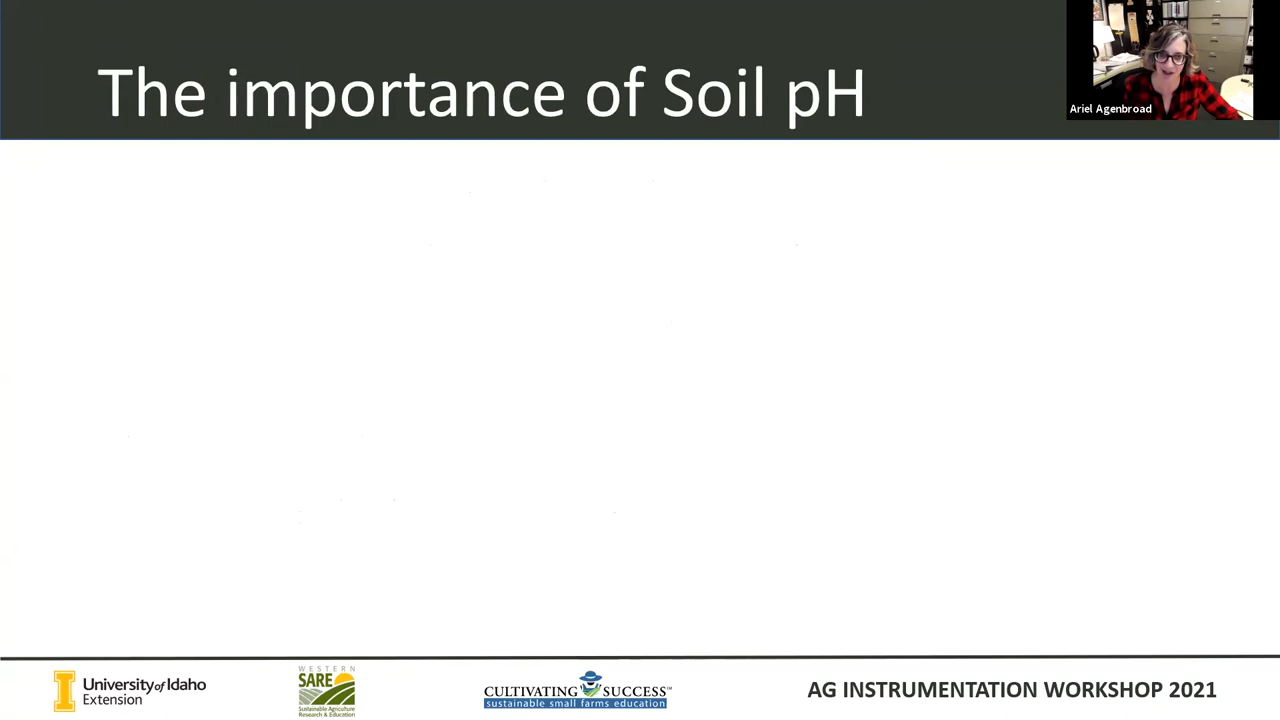 The importance of Soil pH
Ariel Agenbroad
University of Idaho
Extension
WESTERN
SARE
Sustainable Agriculture
Research & Education
CULTIVATING SUCCESS™
sustainable small farms education
AG INSTRUMENTATION WORKSHOP 2021